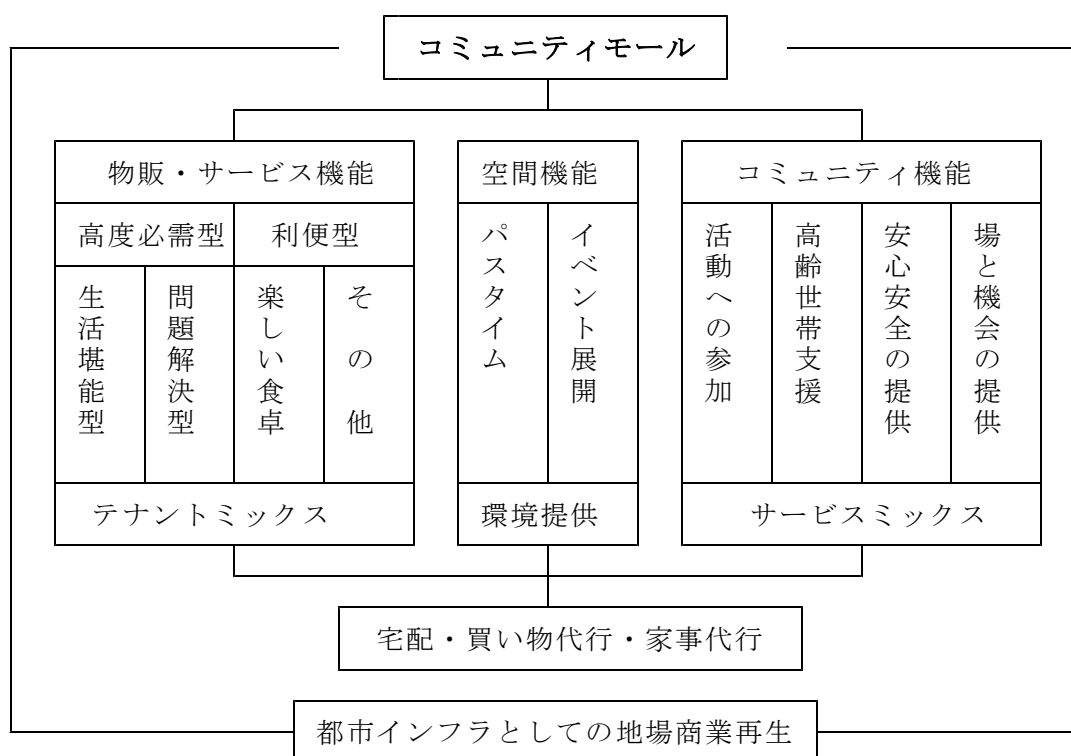 コミュニティモール
物販・サービス機能
高度必需型
利便型
生活堪能型
問題解決型
楽しい食卓
その他
テナントミックス
空間機能
パスタイム
イベント展開
環境提供
コミュニティ機能
活動への参加
高齢世帯支援
安心安全の提供
場と機会の提供
サービスミックス
宅配・買い物代行・家事代行
都市インフラとしての地場商業再生